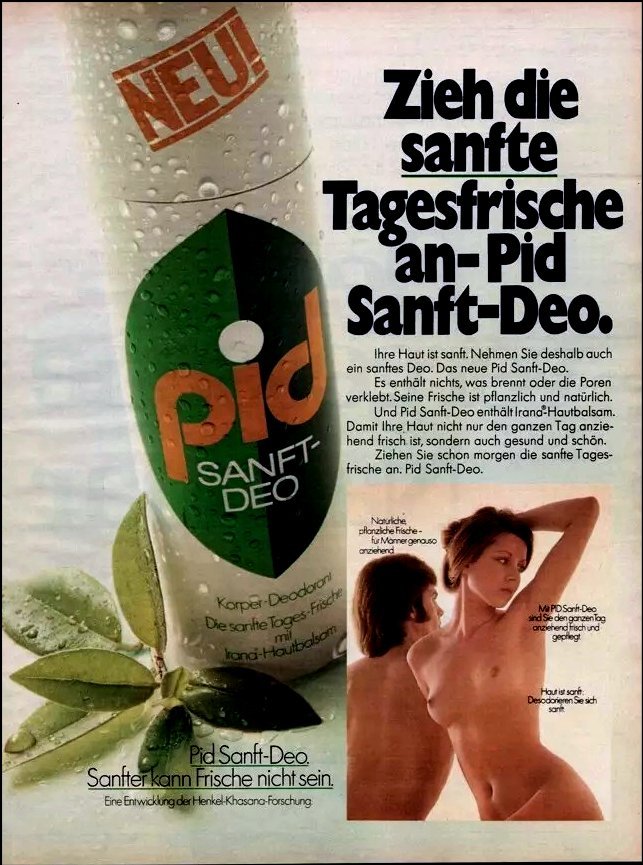 NEU!
pid
SANFT-
DEO
Körper-Deodorant
Die sanfte Tages-Frische
mit
Irana-Hautbalsam
Zieh die
sanfte
Tagesfrische
an-Pid
Sanft-Deo.
Ihre Haut ist sanft. Nehmen Sie deshalb auch
ein sanftes Deo. Das neue Pid Sanft-Deo.
Es enthält nichts, was brennt oder die Poren
verklebt. Seine Frische ist pflanzlich und natürlich.
Und Pid Sanft-Deo enthält Irana®-Hautbalsam.
Damit Ihre Haut nicht nur den ganzen Tag anzie-
hend frisch ist, sondern auch gesund und schön.
Ziehen Sie schon morgen die sanfte Tages-
frische an. Pid Sanft-Deo.
Natürliche,
pflanzliche Frische –
für Männer genauso
anziehend.
Mit PID Sanft-Deo
sind Sie den ganzen Tag
anziehend frisch und
gepflegt.
Haut ist sanft:
Desodorieren Sie sich
sanft.
Pid Sanft-Deo.
Sanfter kann Frische nicht sein.
Eine Entwicklung der Henkel-Khasana-Forschung.